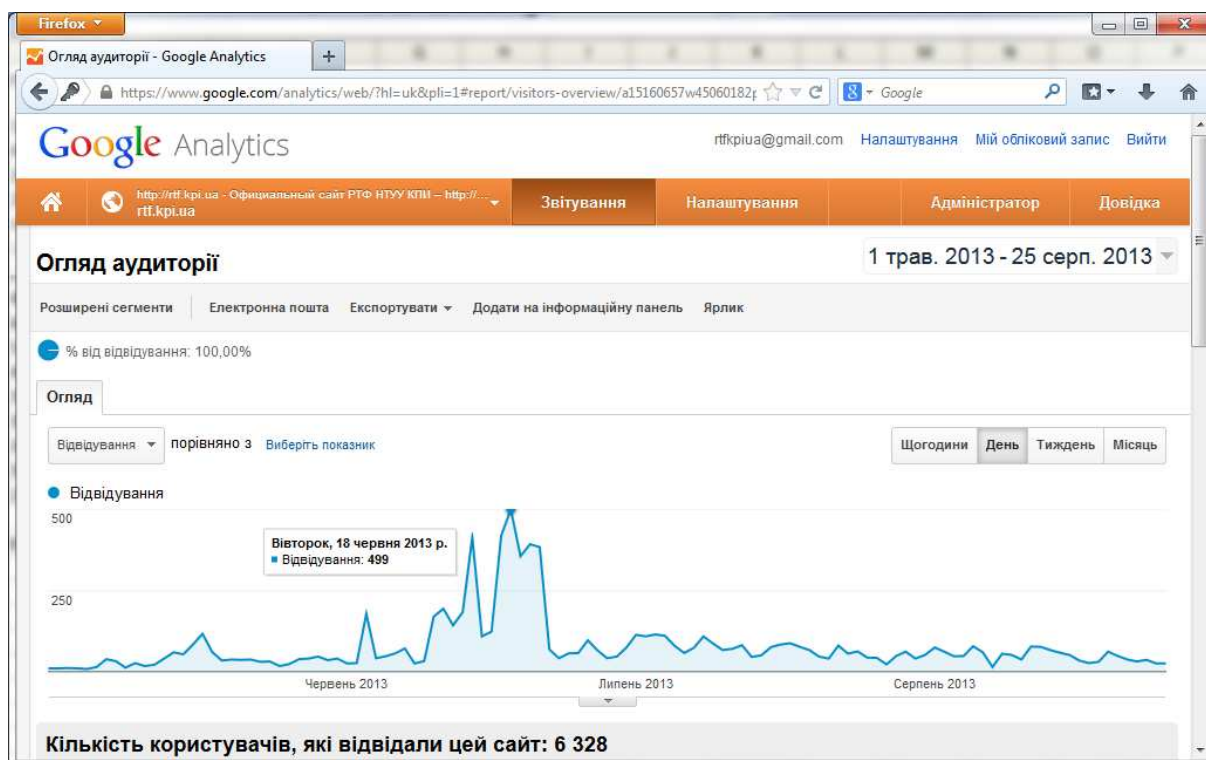 Firefox
Огляд аудиторії - Google Analytics
https://www.google.com/analytics/web/?hl=uk&pli=1#report/visitors-overview/a15160657w45060182p
Google
Google Analytics
rtfkpiua@gmail.com Налаштування Мій обліковий запис Вийти
http://rtf.kpi.ua - Официальный сайт РТФ НТУУ КПИ – http://...
rtf.kpi.ua
Звітування Налаштування Адміністратор Довідка
Огляд аудиторії
1 трав. 2013 - 25 серп. 2013
Розширені сегменти Електронна пошта Експортувати Додати на інформаційну панель Ярлик
% від відвідування: 100,00%
Огляд
Відвідування порівняно з Виберіть показник
Щогодини День Тиждень Місяць
Відвідування
500
Вівторок, 18 червня 2013 р.
Відвідування: 499
250
Червень 2013 Липень 2013 Серпень 2013
Кількість користувачів, які відвідали цей сайт: 6 328